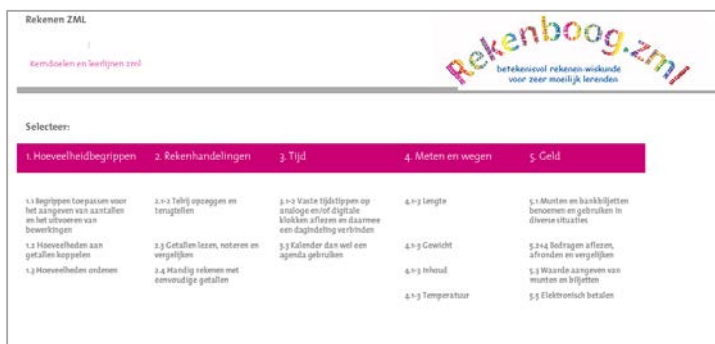 Rekenen ZML
Rekenboog.zml
betekenisvol rekenen-wiskunde
voor zeer moeilijk lerenden
Kerndoelen en leerlijnen zml
Selecteer:
1. Hoeveelheidbegrippen
2. Rekenhandelingen
3. Tijd
4. Meten en wegen
5. Geld
1.1 Begrippen toepassen voor
het aangeven van aantallen
en het uitvoeren van
bewerkingen
1.2 Hoeveelheden aan
getallen koppelen
1.3 Hoeveelheden ordenen
2.1-2 Telrij opzeggen en
terugtellen
2.3 Getallen lezen, noteren en
vergelijken
2.4 Handig rekenen met
eenvoudige getallen
3.1-2 Vaste tijdstippen op
analoge en/of digitale
klokken aflezen en daarmee
een dagindeling verbinden
3.3 Kalender dan wel een
agenda gebruiken
4.1-3 Lengte
4.1-3 Gewicht
4.1-3 Inhoud
4.1-3 Temperatuur
5.1 Munten en bankbiljetten
benoemen en gebruiken in
diverse situaties
5.2+4 Bedragen aflezen,
afronden en vergelijken
5.3 Waarde aangeven van
munten en biljetten
5.5 Elektronisch betalen